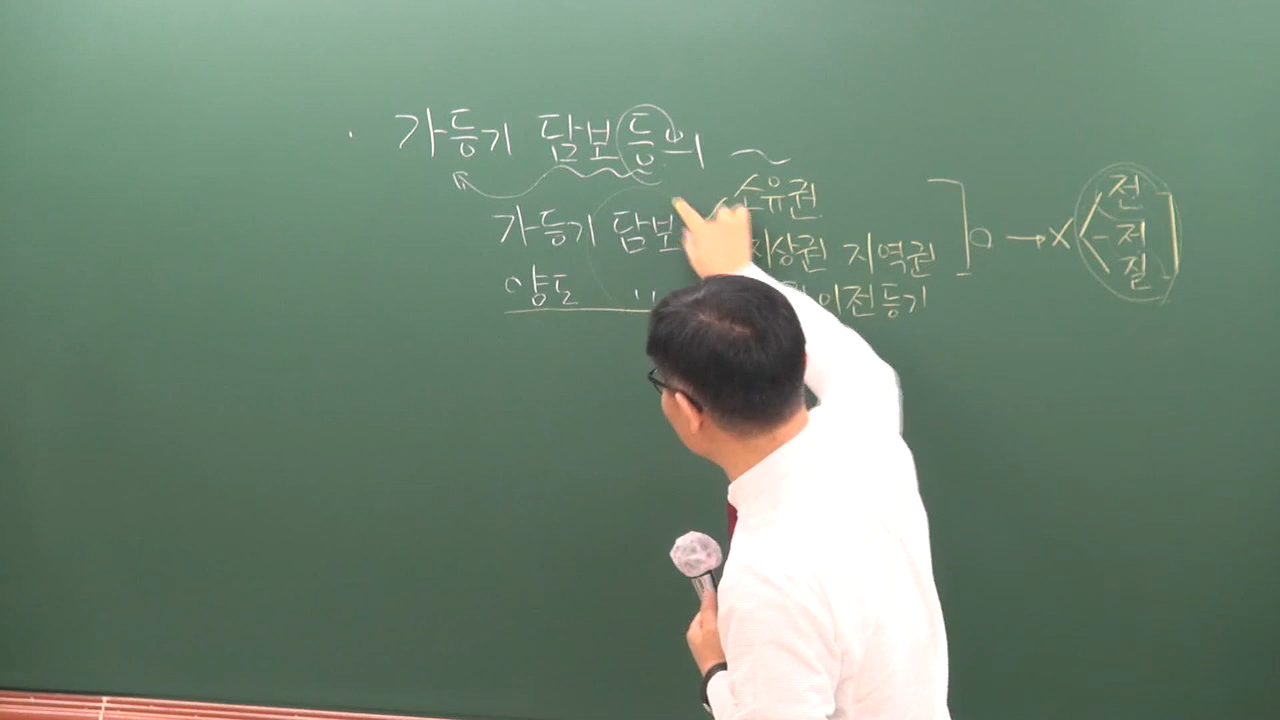 · 가등기 담보등의 ~
소유권
가등기 담보 지상권 지역권 ] O → X < 전
저
양도 〃 이전등기 질